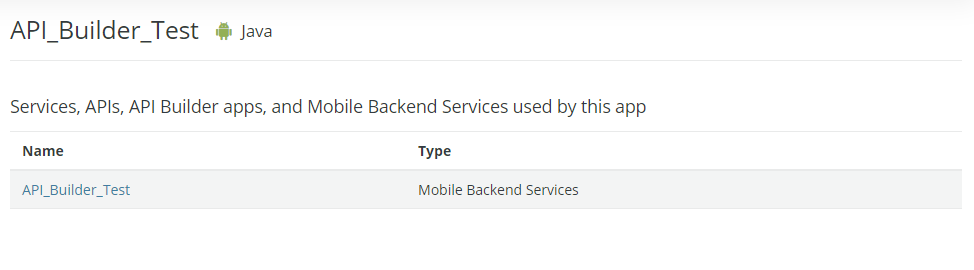 API_Builder_Test Java
Services, APIs, API Builder apps, and Mobile Backend Services used by this app
Name Type
API_Builder_Test Mobile Backend Services